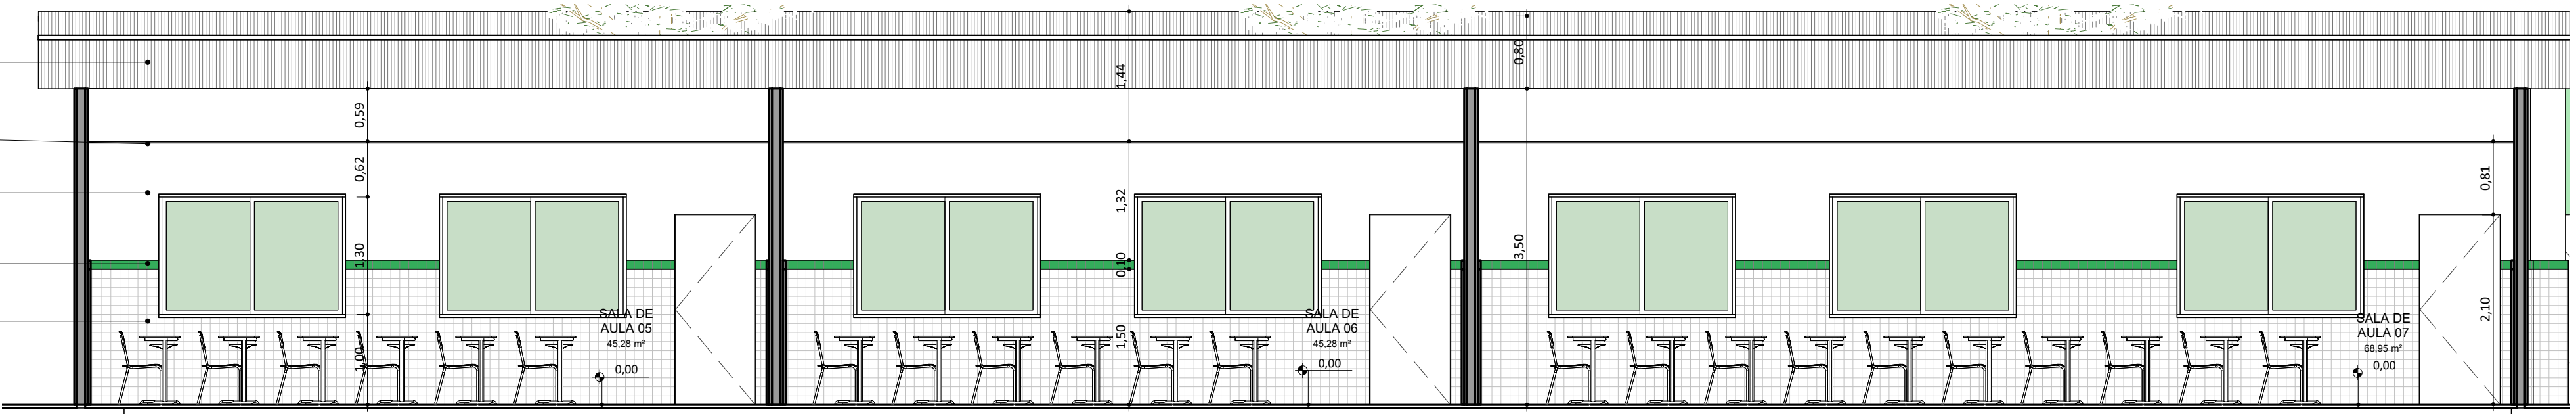 0,80
1,44
0,59
0,62
1,32
0,81
1,30
0,10
3,50
SALA DE
AULA 05
45,28 m²
0,00
SALA DE
AULA 06
45,28 m²
0,00
SALA DE
AULA 07
68,95 m²
0,00
1,00
1,50
2,10